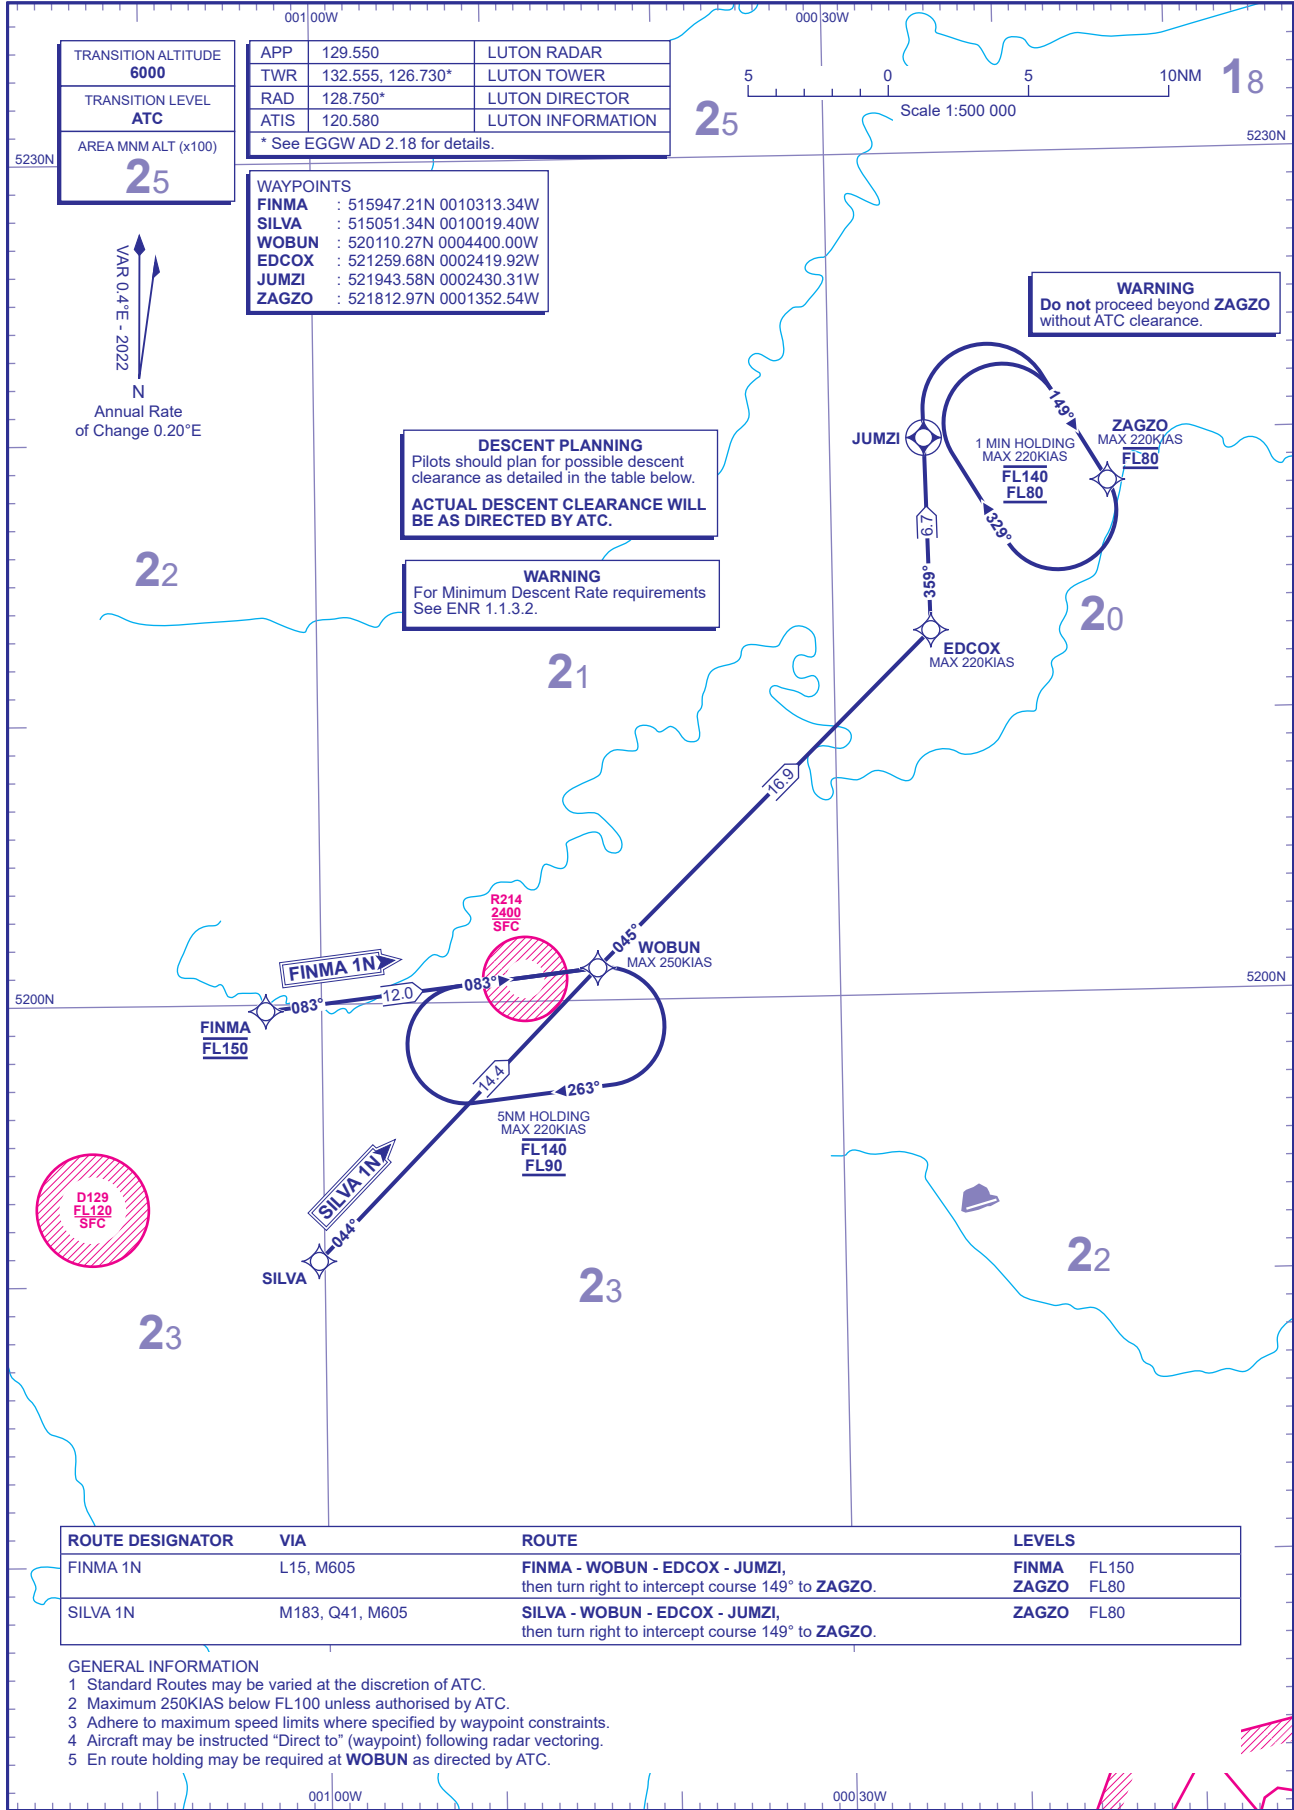 001 00W
000 30W
TRANSITION ALTITUDE
6000
TRANSITION LEVEL
ATC
AREA MNM ALT (x100)
25
APP 129.550 LUTON RADAR
TWR 132.555, 126.730* LUTON TOWER
RAD 128.750* LUTON DIRECTOR
ATIS 120.580 LUTON INFORMATION
* See EGGW AD 2.18 for details.
25
5 0 5 10NM
Scale 1:500 000
18
5230N
5230N
WAYPOINTS
FINMA : 515947.21N 0010313.34W
SILVA : 515051.34N 0010019.40W
WOBUN : 520110.27N 0004400.00W
EDCOX : 521259.68N 0002419.92W
JUMZI : 521943.58N 0002430.31W
ZAGZO : 521812.97N 0001352.54W
VAR 0.4°E - 2022
N
Annual Rate
of Change 0.20°E
WARNING
Do not proceed beyond ZAGZO
without ATC clearance.
DESCENT PLANNING
Pilots should plan for possible descent
clearance as detailed in the table below.
ACTUAL DESCENT CLEARANCE WILL
BE AS DIRECTED BY ATC.
WARNING
For Minimum Descent Rate requirements
See ENR 1.1.3.2.
JUMZI
149°
ZAGZO
MAX 220KIAS
FL80
1 MIN HOLDING
MAX 220KIAS
FL140
FL80
329°
6.7
359°
EDCOX
MAX 220KIAS
22
21
20
16.9
R214
2400
SFC
045°
WOBUN
MAX 250KIAS
FINMA 1N
083°
12.0
083°
5200N
5200N
FINMA
FL150
14.4
263°
5NM HOLDING
MAX 220KIAS
FL140
FL90
SILVA 1N
044°
SILVA
D129
FL120
SFC
23
23
22
ROUTE DESIGNATOR VIA ROUTE LEVELS
FINMA 1N L15, M605 FINMA - WOBUN - EDCOX - JUMZI, FINMA FL150
then turn right to intercept course 149° to ZAGZO. ZAGZO FL80
SILVA 1N M183, Q41, M605 SILVA - WOBUN - EDCOX - JUMZI, ZAGZO FL80
then turn right to intercept course 149° to ZAGZO.
GENERAL INFORMATION
1 Standard Routes may be varied at the discretion of ATC.
2 Maximum 250KIAS below FL100 unless authorised by ATC.
3 Adhere to maximum speed limits where specified by waypoint constraints.
4 Aircraft may be instructed “Direct to” (waypoint) following radar vectoring.
5 En route holding may be required at WOBUN as directed by ATC.
001 00W
000 30W